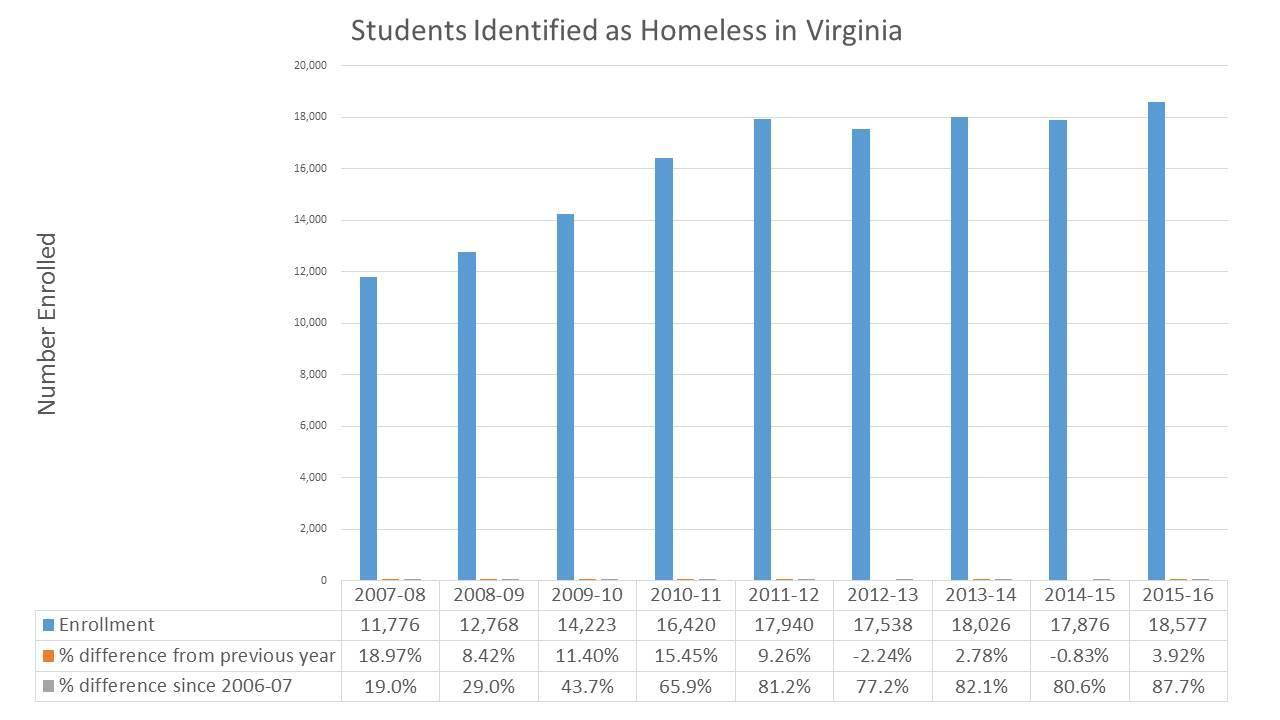 Students Identified as Homeless in Virginia
Number Enrolled
20,000
18,000
16,000
14,000
12,000
10,000
8,000
6,000
4,000
2,000
0
2007-08 2008-09 2009-10 2010-11 2011-12 2012-13 2013-14 2014-15 2015-16
Enrollment 11,776 12,768 14,223 16,420 17,940 17,538 18,026 17,876 18,577
% difference from previous year 18.97% 8.42% 11.40% 15.45% 9.26% -2.24% 2.78% -0.83% 3.92%
% difference since 2006-07 19.0% 29.0% 43.7% 65.9% 81.2% 77.2% 82.1% 80.6% 87.7%